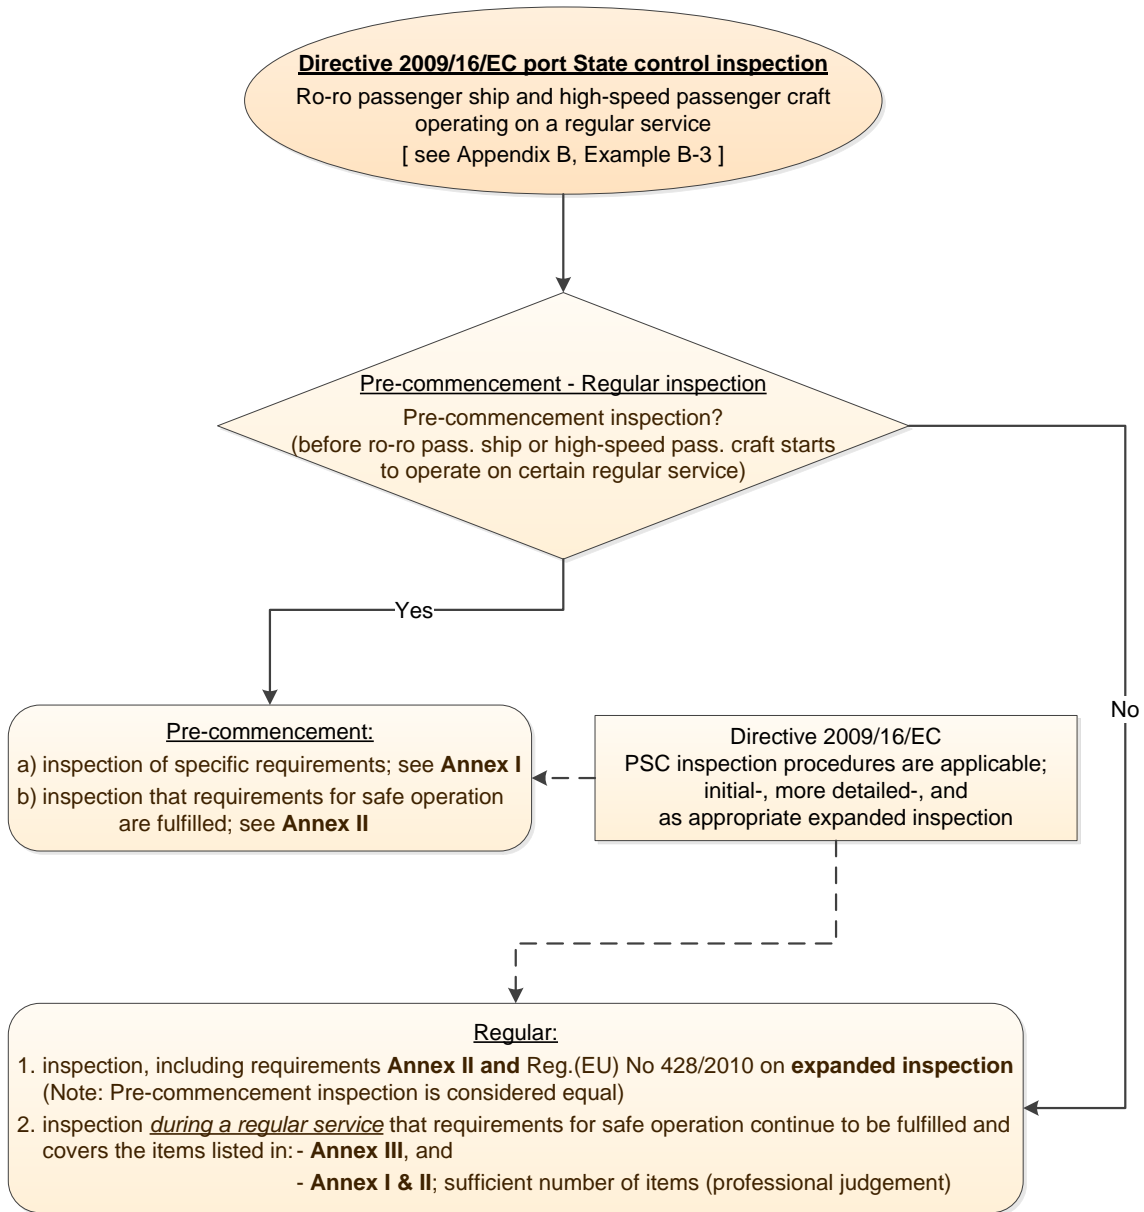 Directive 2009/16/EC port State control inspection
Ro-ro passenger ship and high-speed passenger craft
operating on a regular service
[ see Appendix B, Example B-3 ]
Pre-commencement - Regular inspection
Pre-commencement inspection?
(before ro-ro pass. ship or high-speed pass. craft starts
to operate on certain regular service)
Yes
No
Pre-commencement:
a) inspection of specific requirements; see Annex I
b) inspection that requirements for safe operation
are fulfilled; see Annex II
Directive 2009/16/EC
PSC inspection procedures are applicable;
initial-, more detailed-, and
as appropriate expanded inspection
Regular:
1. inspection, including requirements Annex II and Reg.(EU) No 428/2010 on expanded inspection
(Note: Pre-commencement inspection is considered equal)
2. inspection during a regular service that requirements for safe operation continue to be fulfilled and
covers the items listed in: - Annex III, and
- Annex I & II; sufficient number of items (professional judgement)